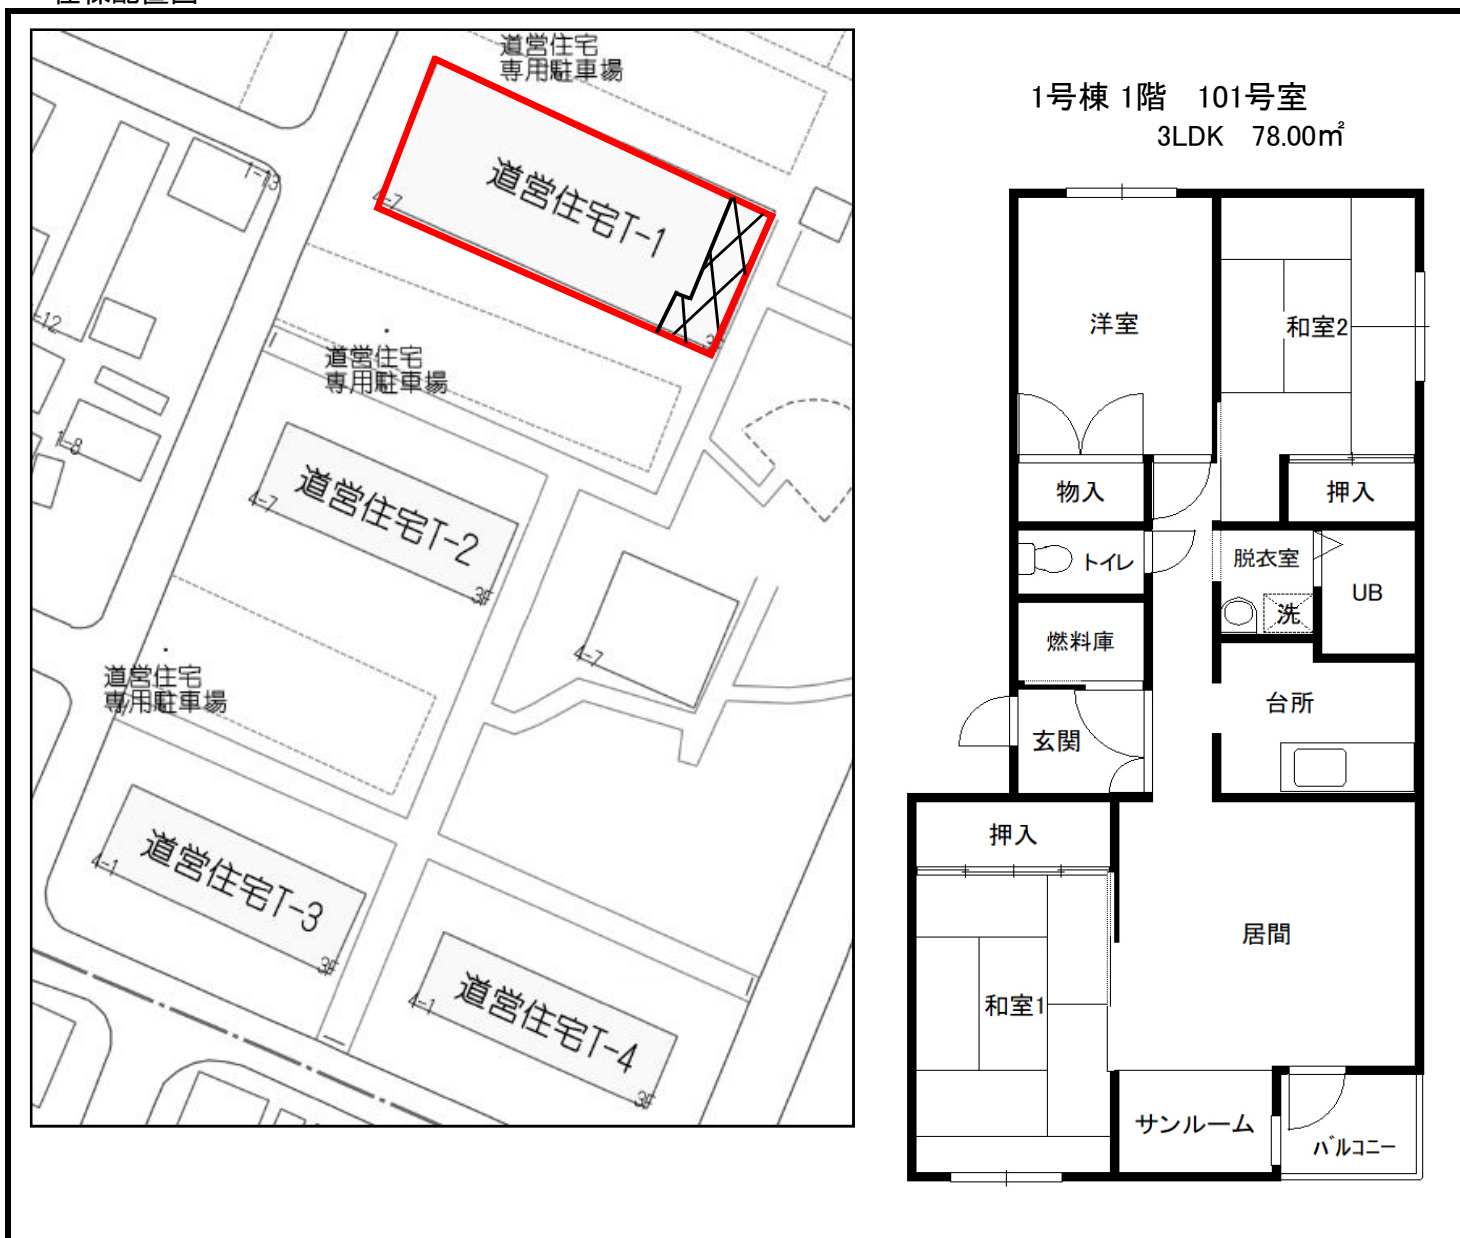 道営住宅
専用駐車場
1号棟 1階 101号室
3LDK 78.00㎡
1-13
4-7
道営住宅T-1
3F
-12
道営住宅
専用駐車場
1-8
4-7
道営住宅T-2
3F
4-7
道営住宅
専用駐車場
4-1
道営住宅T-3
3F
4-1
道営住宅T-4
3F
洋室
和室2
物入
押入
トイレ
脱衣室
UB
洗
燃料庫
台所
玄関
押入
居間
和室1
サンルーム
バルコニー